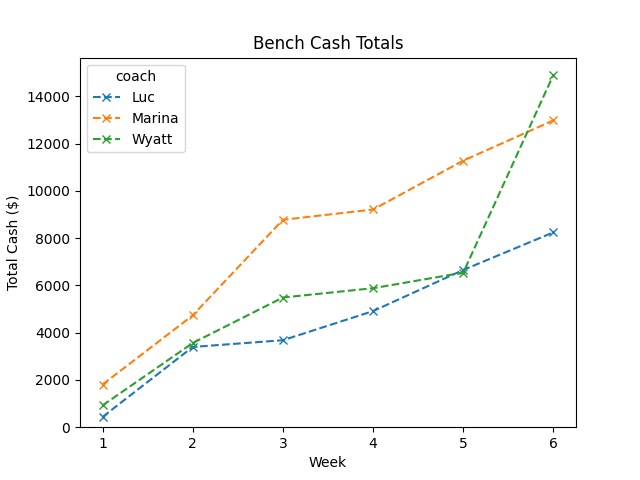 Bench Cash Totals
coach
Luc
Marina
Wyatt
Total Cash ($)
14000
12000
10000
8000
6000
4000
2000
0
1 2 3 4 5 6
Week